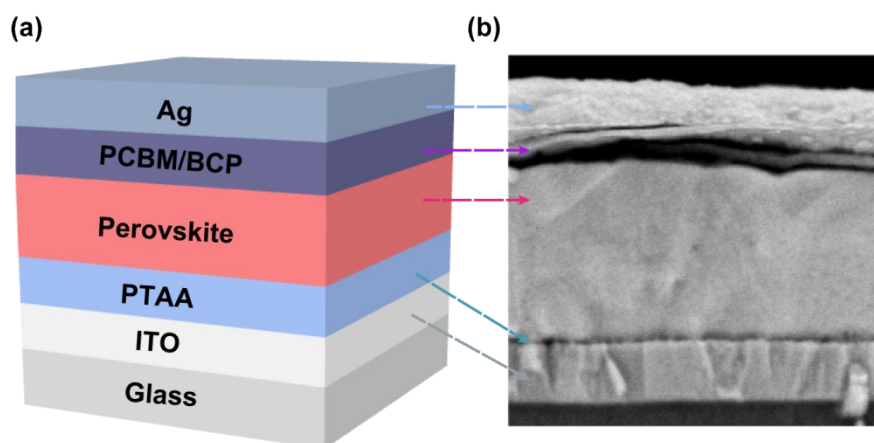 (a)
(b)
Ag
PCBM/BCP
Perovskite
PTAA
ITO
Glass